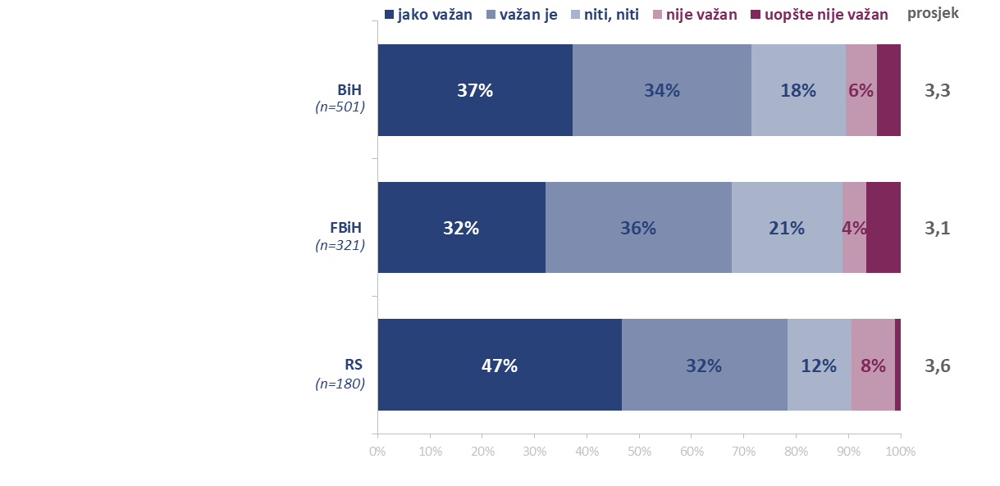 jako važan važan je niti, niti nije važan uopšte nije važan prosjek
BiH
(n=501)
37% 34% 18% 6% 3,3
FBiH
(n=321)
32% 36% 21% 4% 3,1
RS
(n=180)
47% 32% 12% 8% 3,6
0% 10% 20% 30% 40% 50% 60% 70% 80% 90% 100%